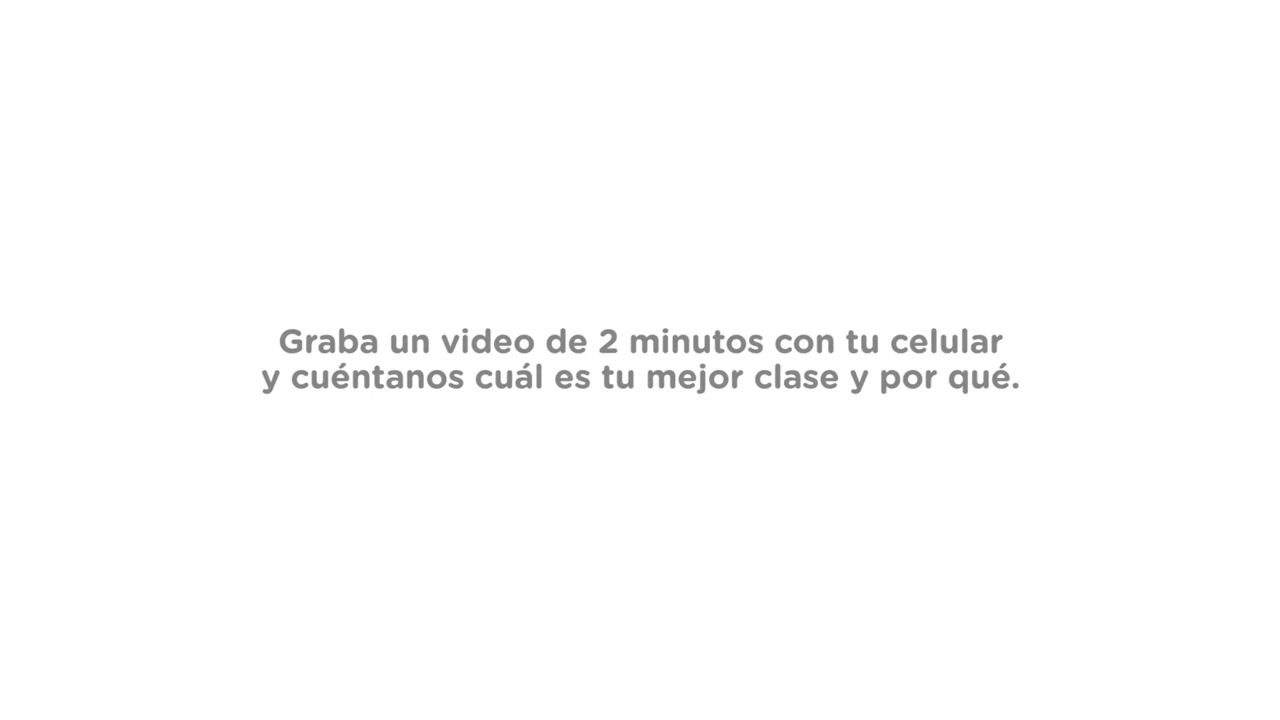 Graba un video de 2 minutos con tu celular
y cuéntanos cuál es tu mejor clase y por qué.